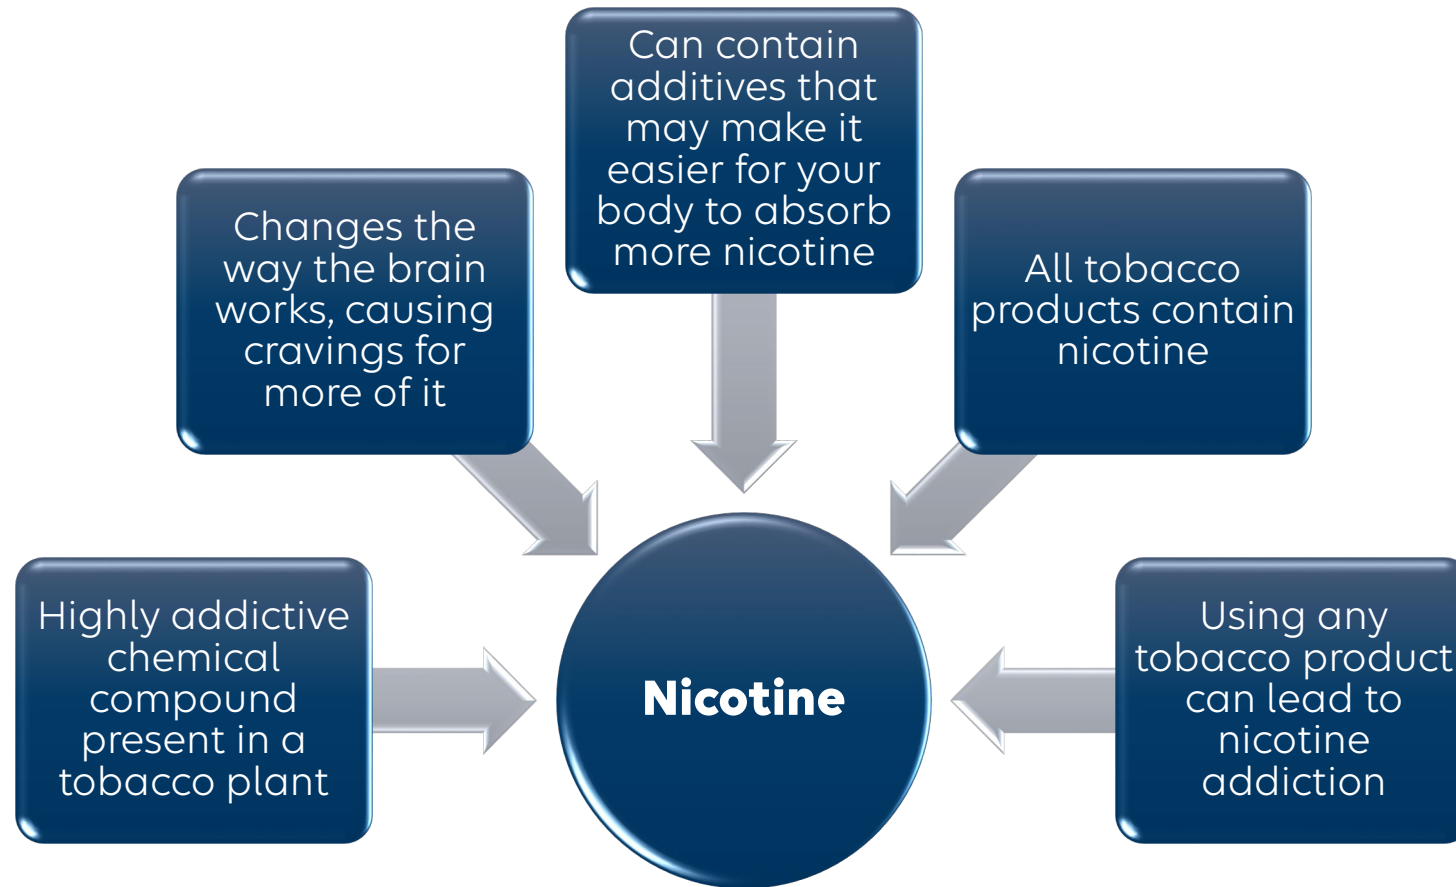 Can contain
additives that
may make it
easier for your
body to absorb
more nicotine
Changes the
way the brain
works, causing
cravings for
more of it
All tobacco
products contain
nicotine
Highly addictive
chemical
compound
present in a
tobacco plant
Nicotine
Using any
tobacco product
can lead to
nicotine
addiction